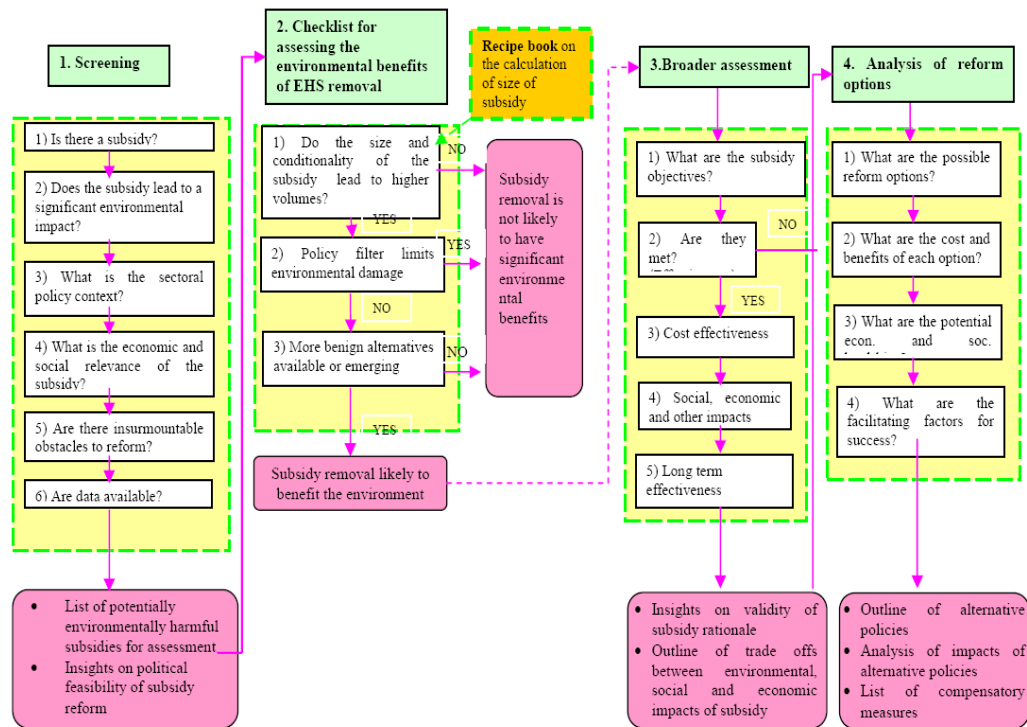 1. Screening
1) Is there a subsidy?
2) Does the subsidy lead to a
significant environmental
impact?
3) What is the sectoral
policy context?
4) What is the economic and
social relevance of the
subsidy?
5) Are there insurmountable
obstacles to reform?
6) Are data available?
• List of potentially
environmentally harmful
subsidies for assessment
• Insights on political
feasibility of subsidy
reform
2. Checklist for
assessing the
environmental benefits
of EHS removal
Recipe book on
the calculation
of size of
subsidy
1) Do the size and
conditionality of the
subsidy lead to higher
volumes?
NO
YES
2) Policy filter limits
environmental damage
YES
NO
3) More benign alternatives
available or emerging
NO
YES
Subsidy
removal is
not likely
to have
significant
environme
ntal
benefits
Subsidy removal likely to
benefit the environment
3.Broader assessment
1) What are the subsidy
objectives?
NO
2) Are they
met?
YES
3) Cost effectiveness
4) Social, economic
and other impacts
5) Long term
effectiveness
• Insights on validity of
subsidy rationale
• Outline of trade offs
between environmental,
social and economic
impacts of subsidy
4. Analysis of reform
options
1) What are the possible
reform options?
2) What are the cost and
benefits of each option?
3) What are the potential
econ. and soc.
4) What are the
facilitating factors for
success?
• Outline of alternative
policies
• Analysis of impacts of
alternative policies
• List of compensatory
measures